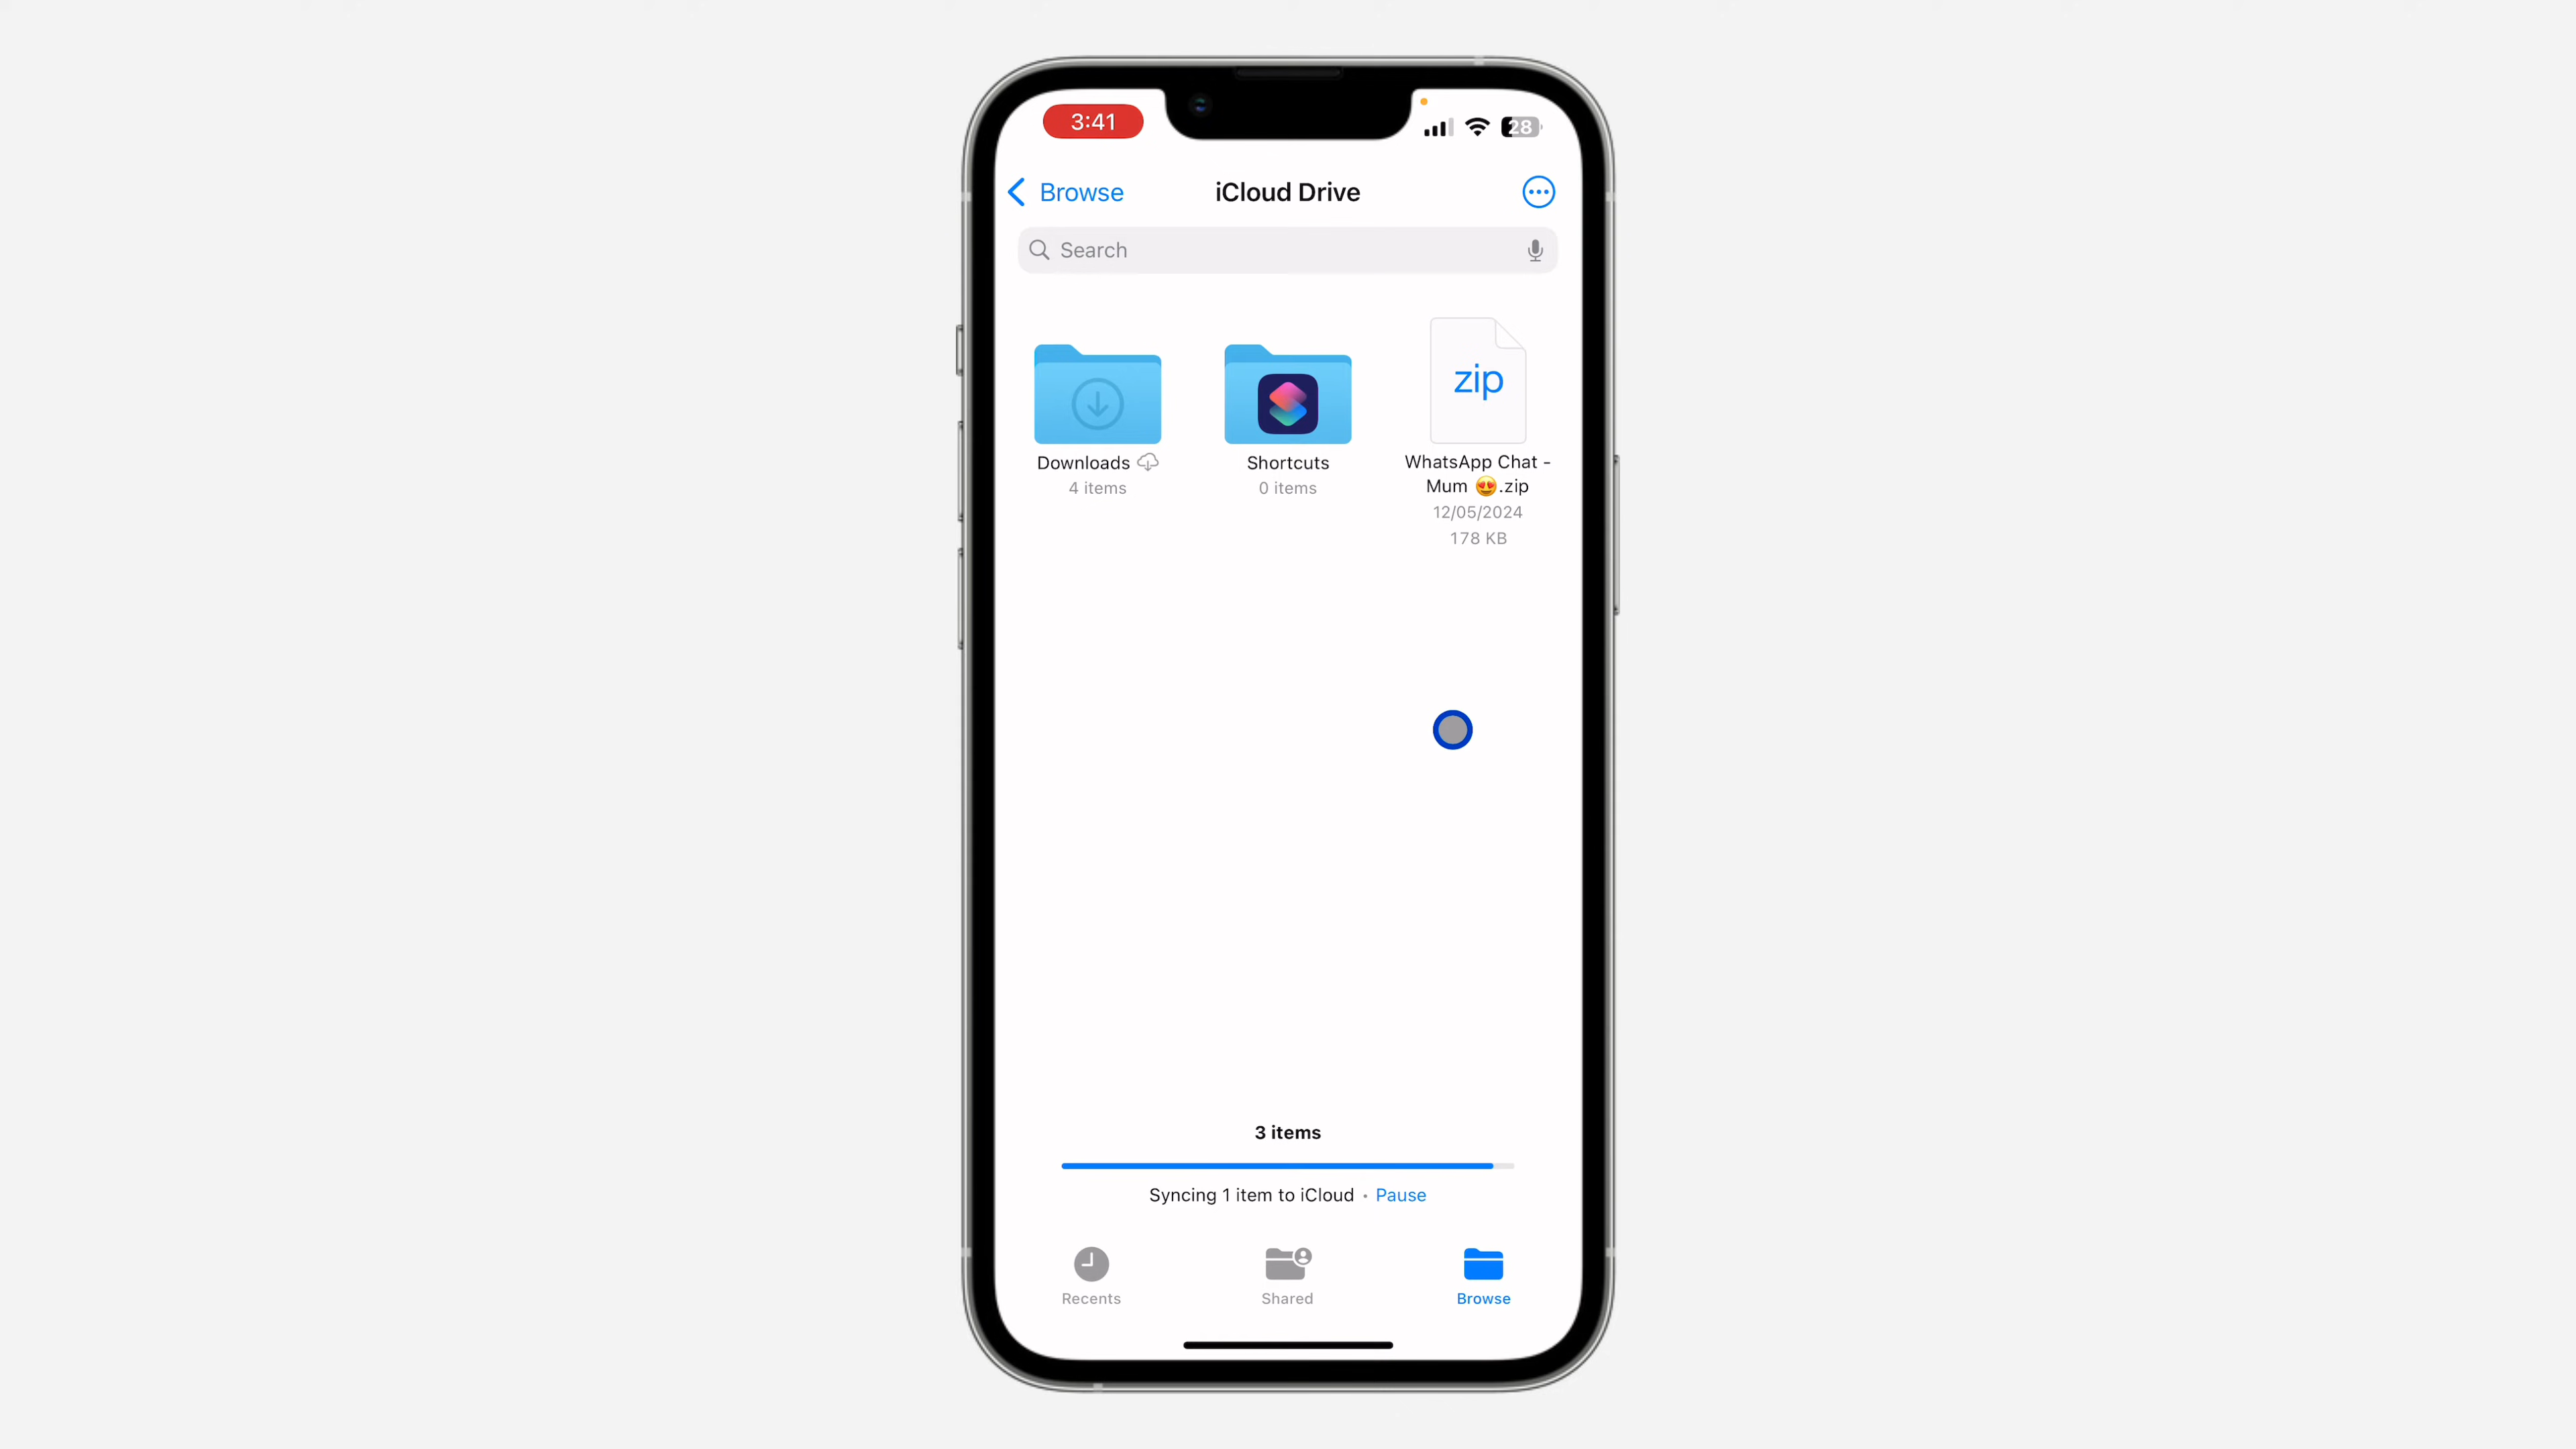 3:41
28
Browse
iCloud Drive
Search
zip
Downloads
4 items
Shortcuts
0 items
WhatsApp Chat -
Mum 😍.zip
12/05/2024
178 KB
3 items
Syncing 1 item to iCloud • Pause
Recents
Shared
Browse